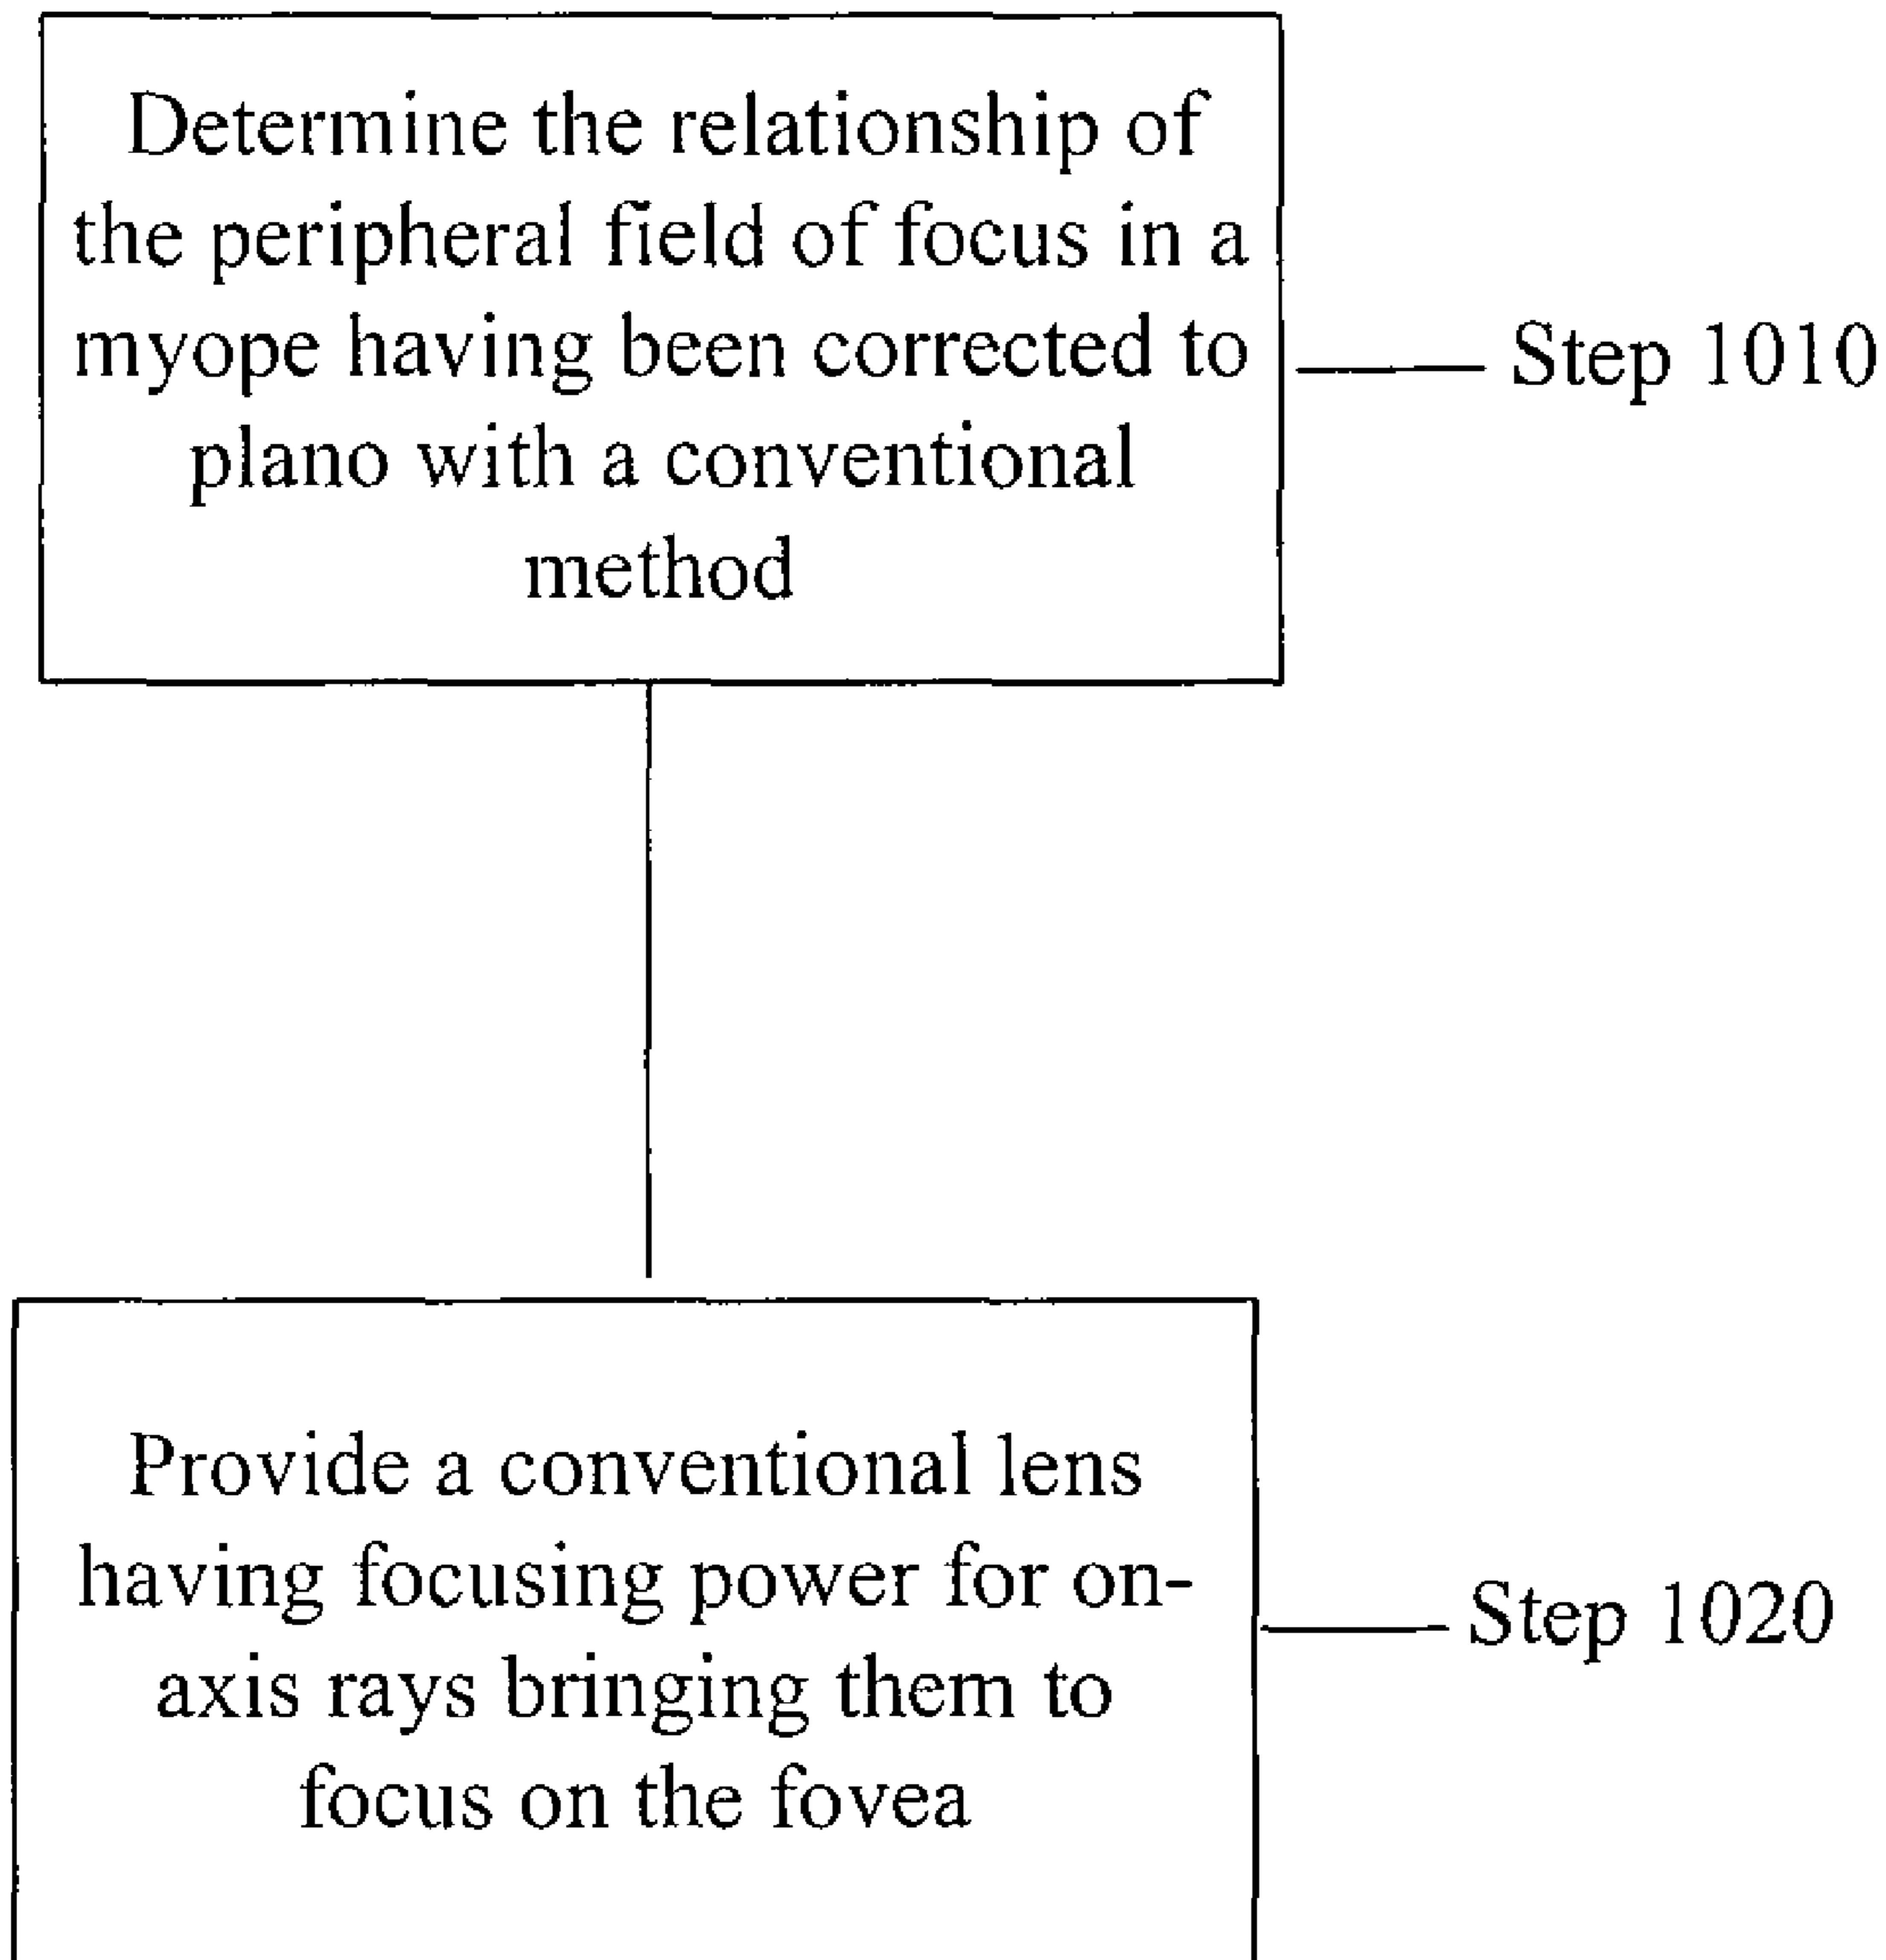 Determine the relationship of
the peripheral field of focus in a
myope having been corrected to
plano with a conventional
method
Step 1010
Provide a conventional lens
having focusing power for on-
axis rays bringing them to
focus on the fovea
Step 1020